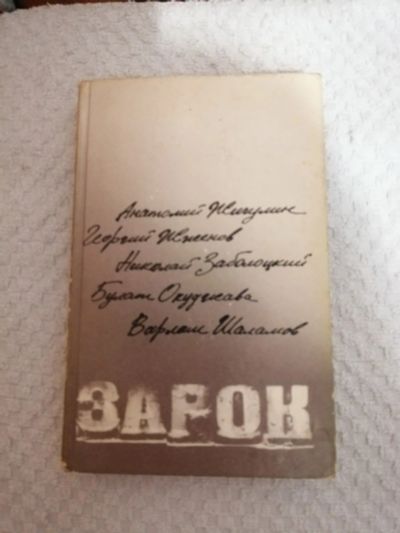 Анатолий Жигулин
Георгий Жженов
Николай Заболоцкий
Булат Окуджава
Варлам Шаламов
ЗАРОК